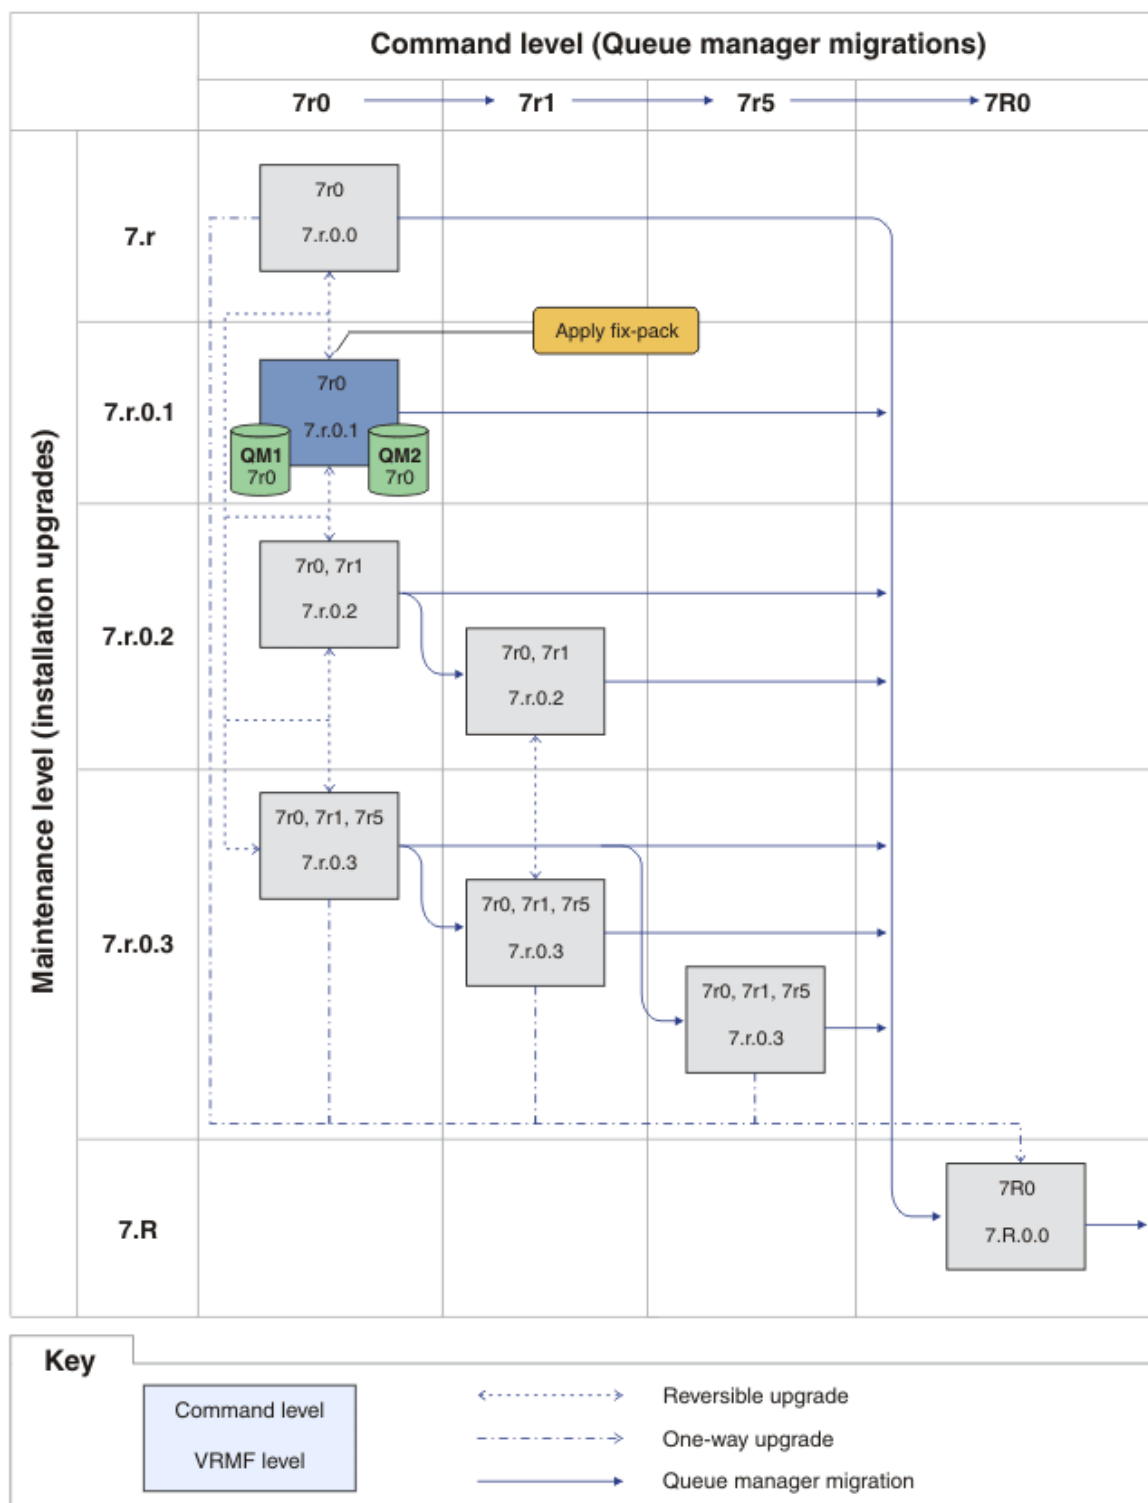 Command level (Queue manager migrations)
7r0
7r1
7r5
7R0
Maintenance level (installation upgrades)
7.r
7r0
7.r.0.0
Apply fix-pack
7.r.0.1
7r0
7.r.0.1
QM1
7r0
QM2
7r0
7.r.0.2
7r0, 7r1
7.r.0.2
7r0, 7r1
7.r.0.2
7.r.0.3
7r0, 7r1, 7r5
7.r.0.3
7r0, 7r1, 7r5
7.r.0.3
7r0, 7r1, 7r5
7.r.0.3
7.R
7R0
7.R.0.0
Key
Command level
VRMF level
Reversible upgrade
One-way upgrade
Queue manager migration